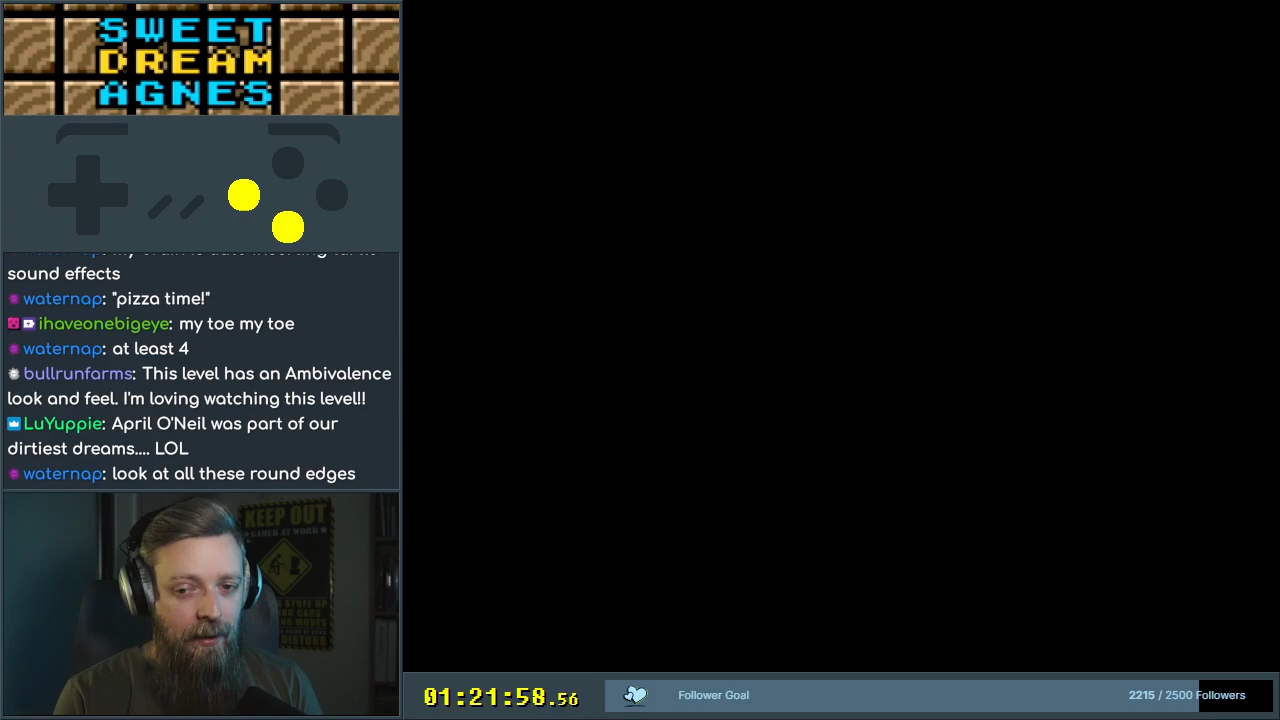 SWEET
DREAM
AGNES
sound effects
waternap: "pizza time!"
ihaveonebigeye: my toe my toe
waternap: at least 4
bullrunfarms: This level has an Ambivalence
look and feel. I'm loving watching this level!!
LuYuppie: April O'Neil was part of our
dirtiest dreams.... LOL
waternap: look at all these round edges
KEEP OUT
GAMER AT WORK
01:21:58.56
Follower Goal
2215 / 2500 Followers